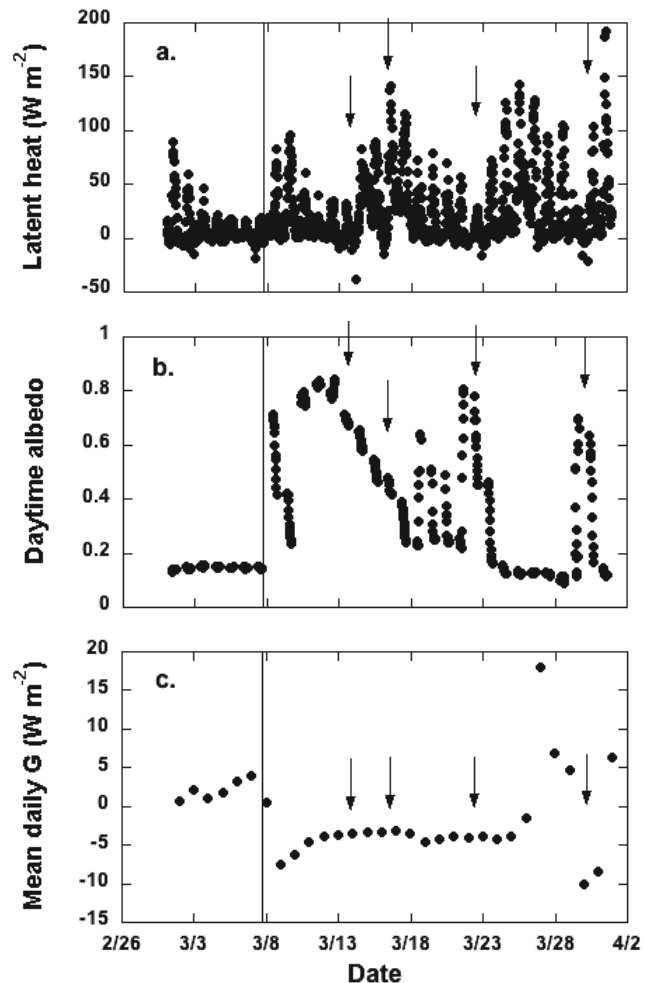 200
a.
150
100
50
0
-50
Latent heat (W m-2)
1
b.
0.8
0.6
0.4
0.2
0
Daytime albedo
20
c.
15
10
5
0
-5
-10
-15
Mean daily G (W m-2)
2/26 3/3 3/8 3/13 3/18 3/23 3/28 4/2
Date